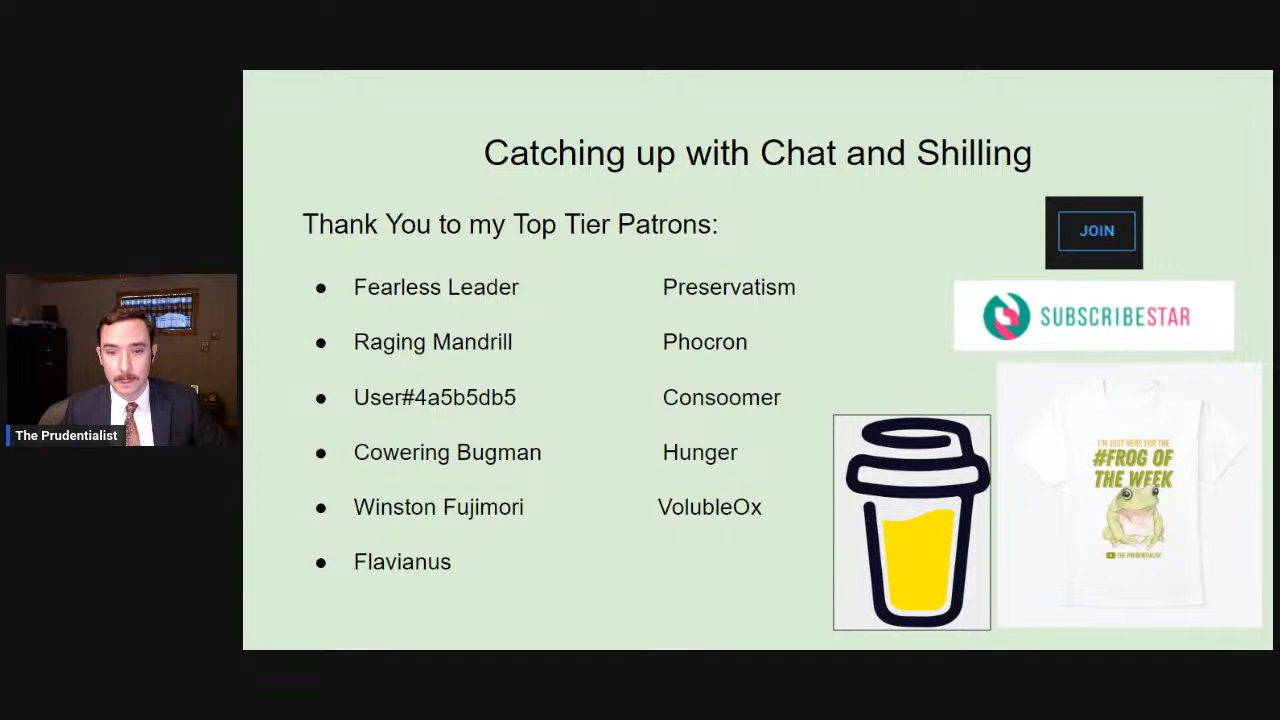 Catching up with Chat and Shilling
Thank You to my Top Tier Patrons:
● Fearless Leader
● Raging Mandrill
● User#4a5b5db5
● Cowering Bugman
● Winston Fujimori
● Flavianus
Preservatism
Phocron
Consoomer
Hunger
VolubleOx
JOIN
SUBSCRIBESTAR
I'M JUST HERE FOR THE
#FROG OF
THE WEEK
THE PRUDENTIALIST
The Prudentialist